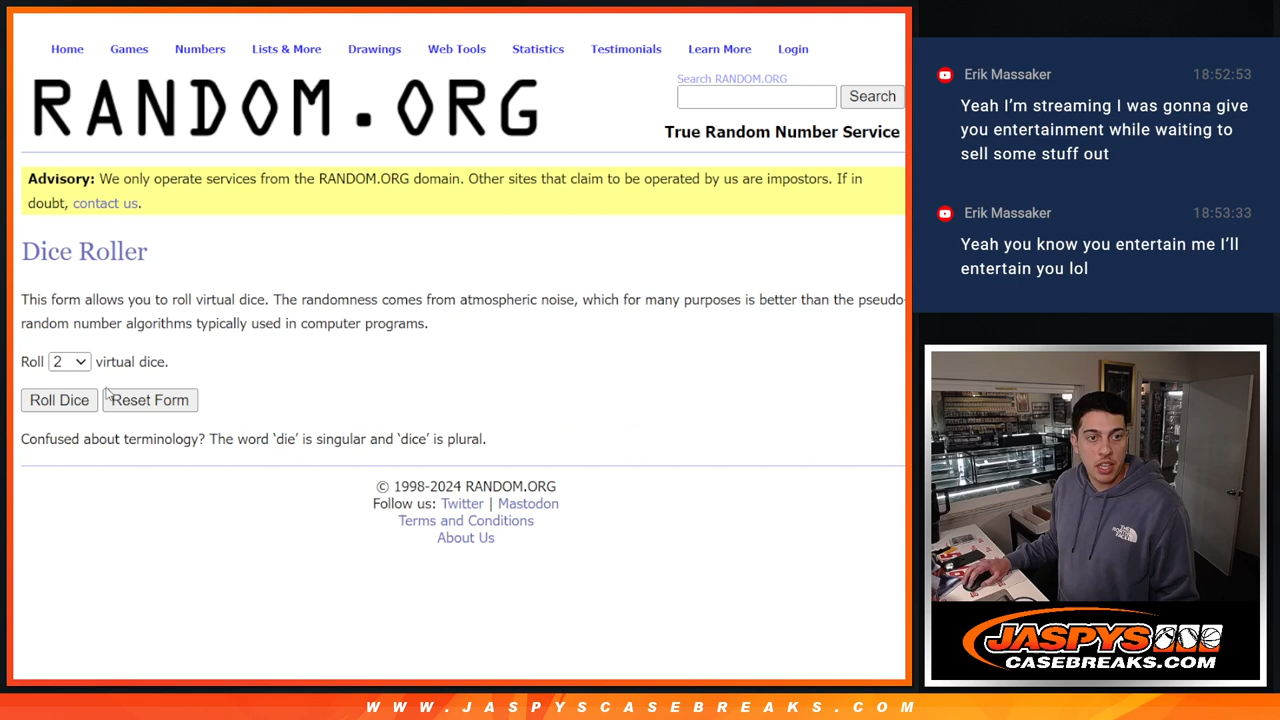 Home Games Numbers Lists & More Drawings Web Tools Statistics Testimonials Learn More Login
RANDOM.ORG
Search RANDOM.ORG
Search
True Random Number Service
Advisory: We only operate services from the RANDOM.ORG domain. Other sites that claim to be operated by us are impostors. If in
doubt, contact us.
Dice Roller
This form allows you to roll virtual dice. The randomness comes from atmospheric noise, which for many purposes is better than the pseudo-
random number algorithms typically used in computer programs.
Roll 2 virtual dice.
Roll Dice Reset Form
Confused about terminology? The word ‘die’ is singular and ‘dice’ is plural.
© 1998-2024 RANDOM.ORG
Follow us: Twitter | Mastodon
Terms and Conditions
About Us
Erik Massaker 18:52:53
Yeah I’m streaming I was gonna give
you entertainment while waiting to
sell some stuff out
Erik Massaker 18:53:33
Yeah you know you entertain me I’ll
entertain you lol
THE
NORTH
FACE
JASPYS
CASEBREAKS.COM
WWW.JASPYSCASEBREAKS.COM